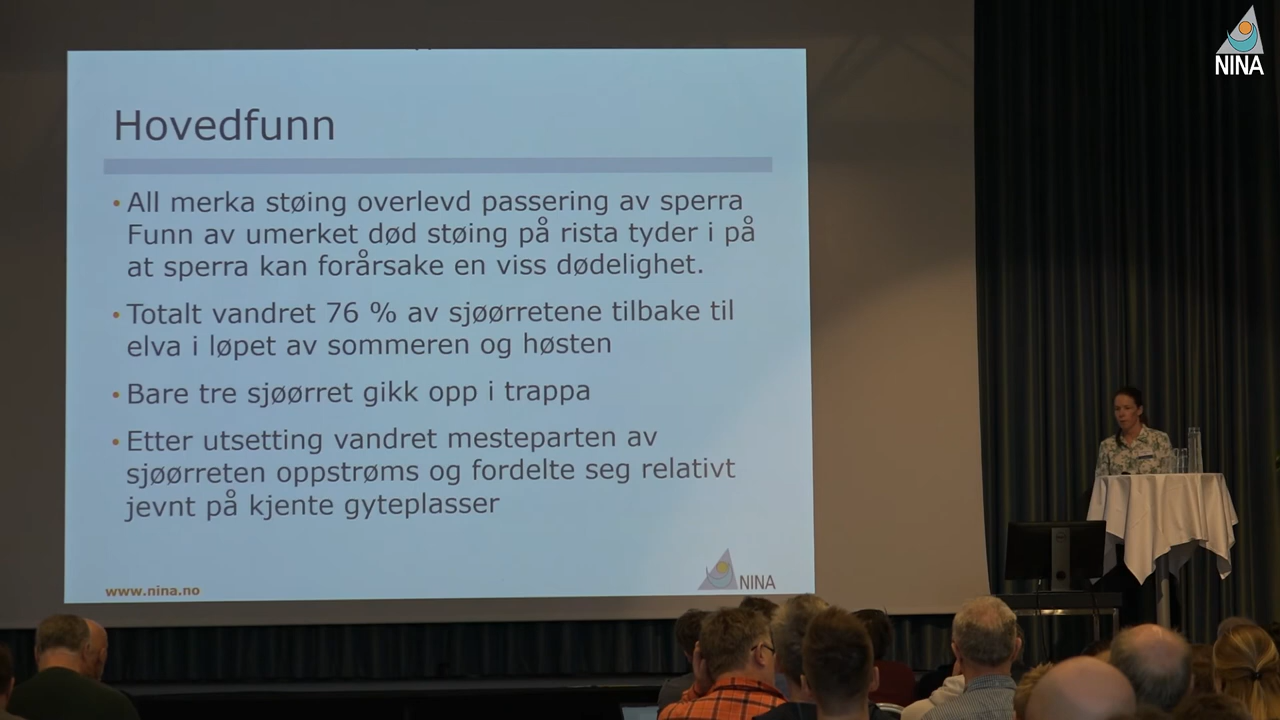 NINA
Hovedfunn
• All merka støing overlevd passering av sperra
Funn av umerket død støing på rista tyder i på
at sperra kan forårsake en viss dødelighet.
• Totalt vandret 76 % av sjøørretene tilbake til
elva i løpet av sommeren og høsten
• Bare tre sjøørret gikk opp i trappa
• Etter utsetting vandret mesteparten av
sjøørreten oppstrøms og fordelte seg relativt
jevnt på kjente gyteplasser
www.nina.no
NINA